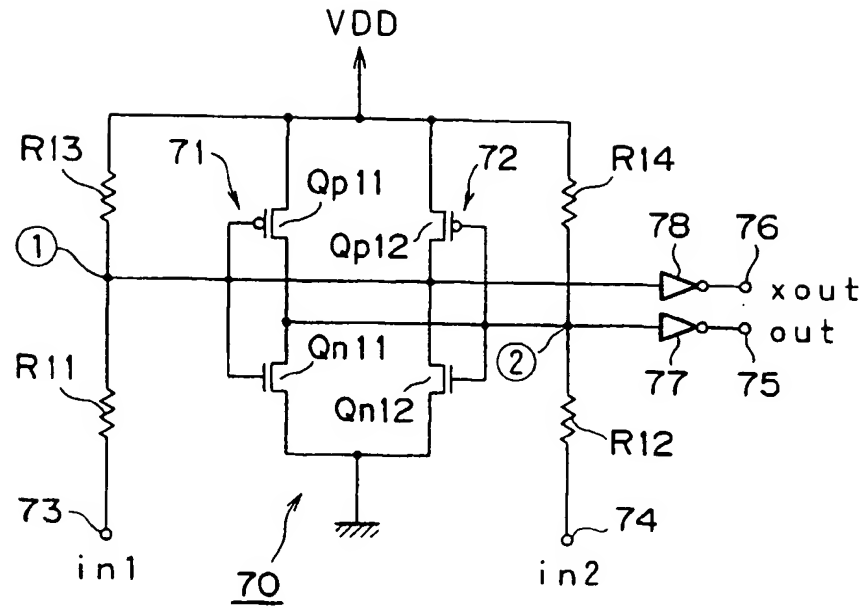 VDD
R13
71
72
R14
Qp11
Qp12
78
76
①
xout
out
R11
Qn11
②
77
75
Qn12
R12
73
74
in1
70
in2